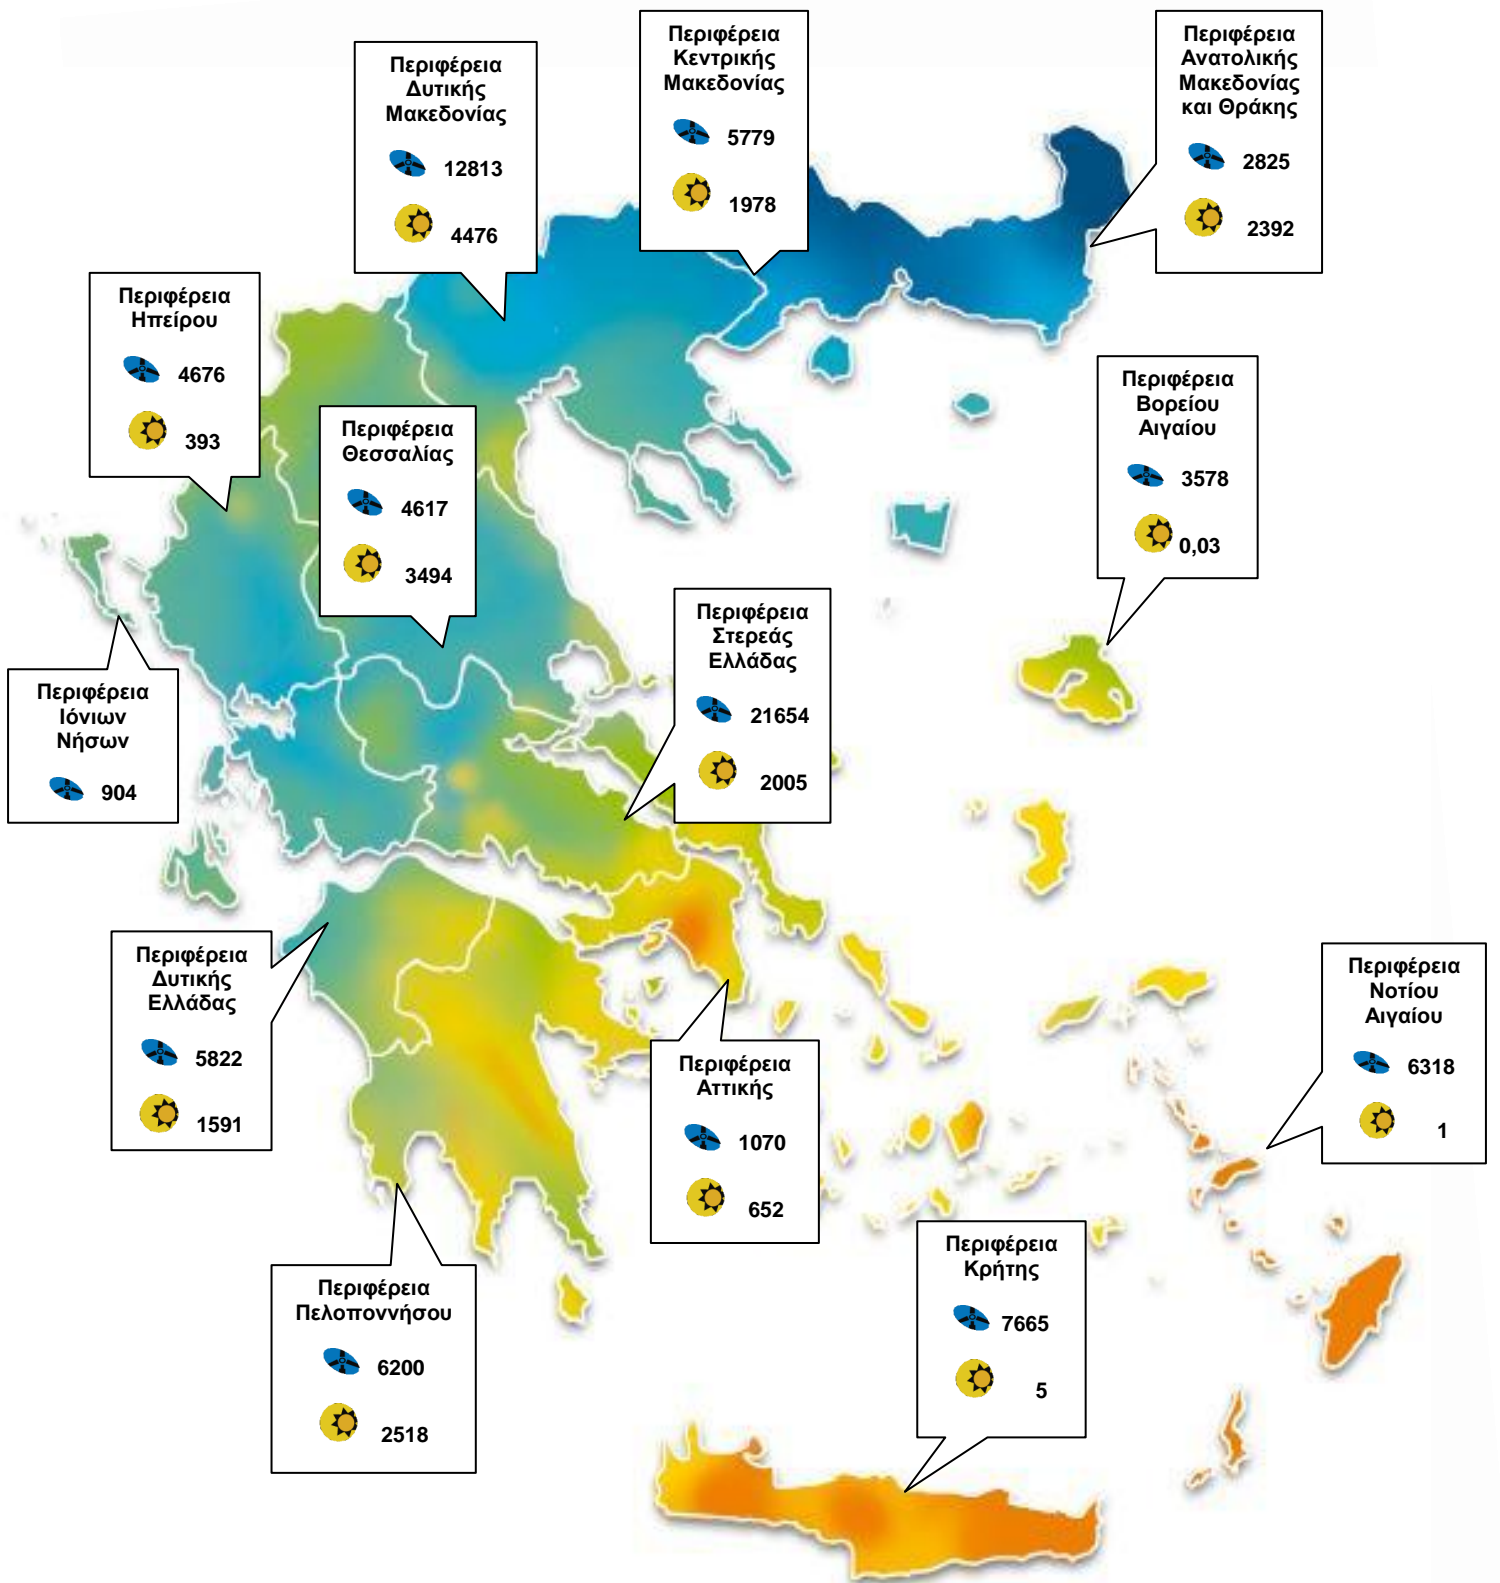 Περιφέρεια
Κεντρικής
Μακεδονίας
5779
1978
Περιφέρεια
Ανατολικής
Μακεδονίας
και Θράκης
2825
2392
Περιφέρεια
Δυτικής
Μακεδονίας
12813
4476
Περιφέρεια
Ηπείρου
4676
393
Περιφέρεια
Θεσσαλίας
4617
3494
Περιφέρεια
Βορείου
Αιγαίου
3578
0,03
Περιφέρεια
Στερεάς
Ελλάδας
21654
2005
Περιφέρεια
Ιόνιων
Νήσων
904
Περιφέρεια
Δυτικής
Ελλάδας
5822
1591
Περιφέρεια
Νοτίου
Αιγαίου
6318
1
Περιφέρεια
Αττικής
1070
652
Περιφέρεια
Κρήτης
7665
5
Περιφέρεια
Πελοποννήσου
6200
2518